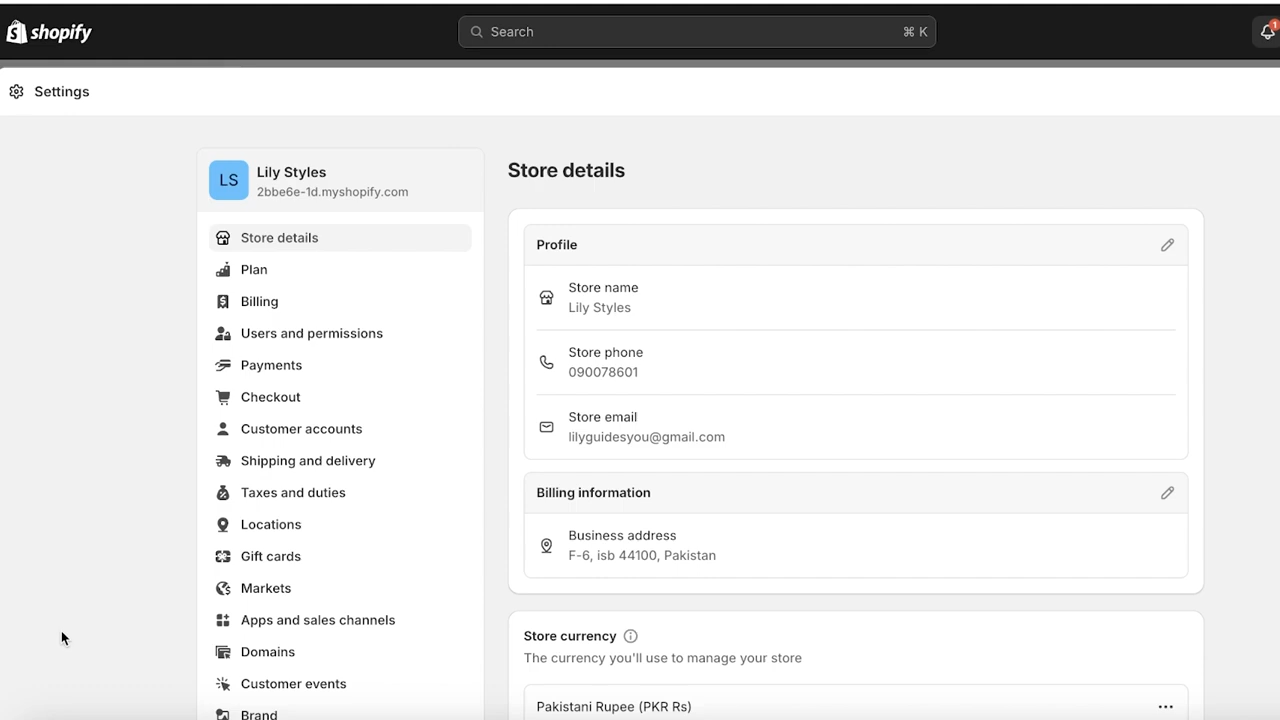 shopify
Search
⌘ K
1
Settings
LS
Lily Styles
2bbe6e-1d.myshopify.com
Store details
Plan
Billing
Users and permissions
Payments
Checkout
Customer accounts
Shipping and delivery
Taxes and duties
Locations
Gift cards
Markets
Apps and sales channels
Domains
Customer events
Brand
Store details
Profile
Store name
Lily Styles
Store phone
090078601
Store email
lilyguidesyou@gmail.com
Billing information
Business address
F-6, isb 44100, Pakistan
Store currency
The currency you'll use to manage your store
Pakistani Rupee (PKR Rs)